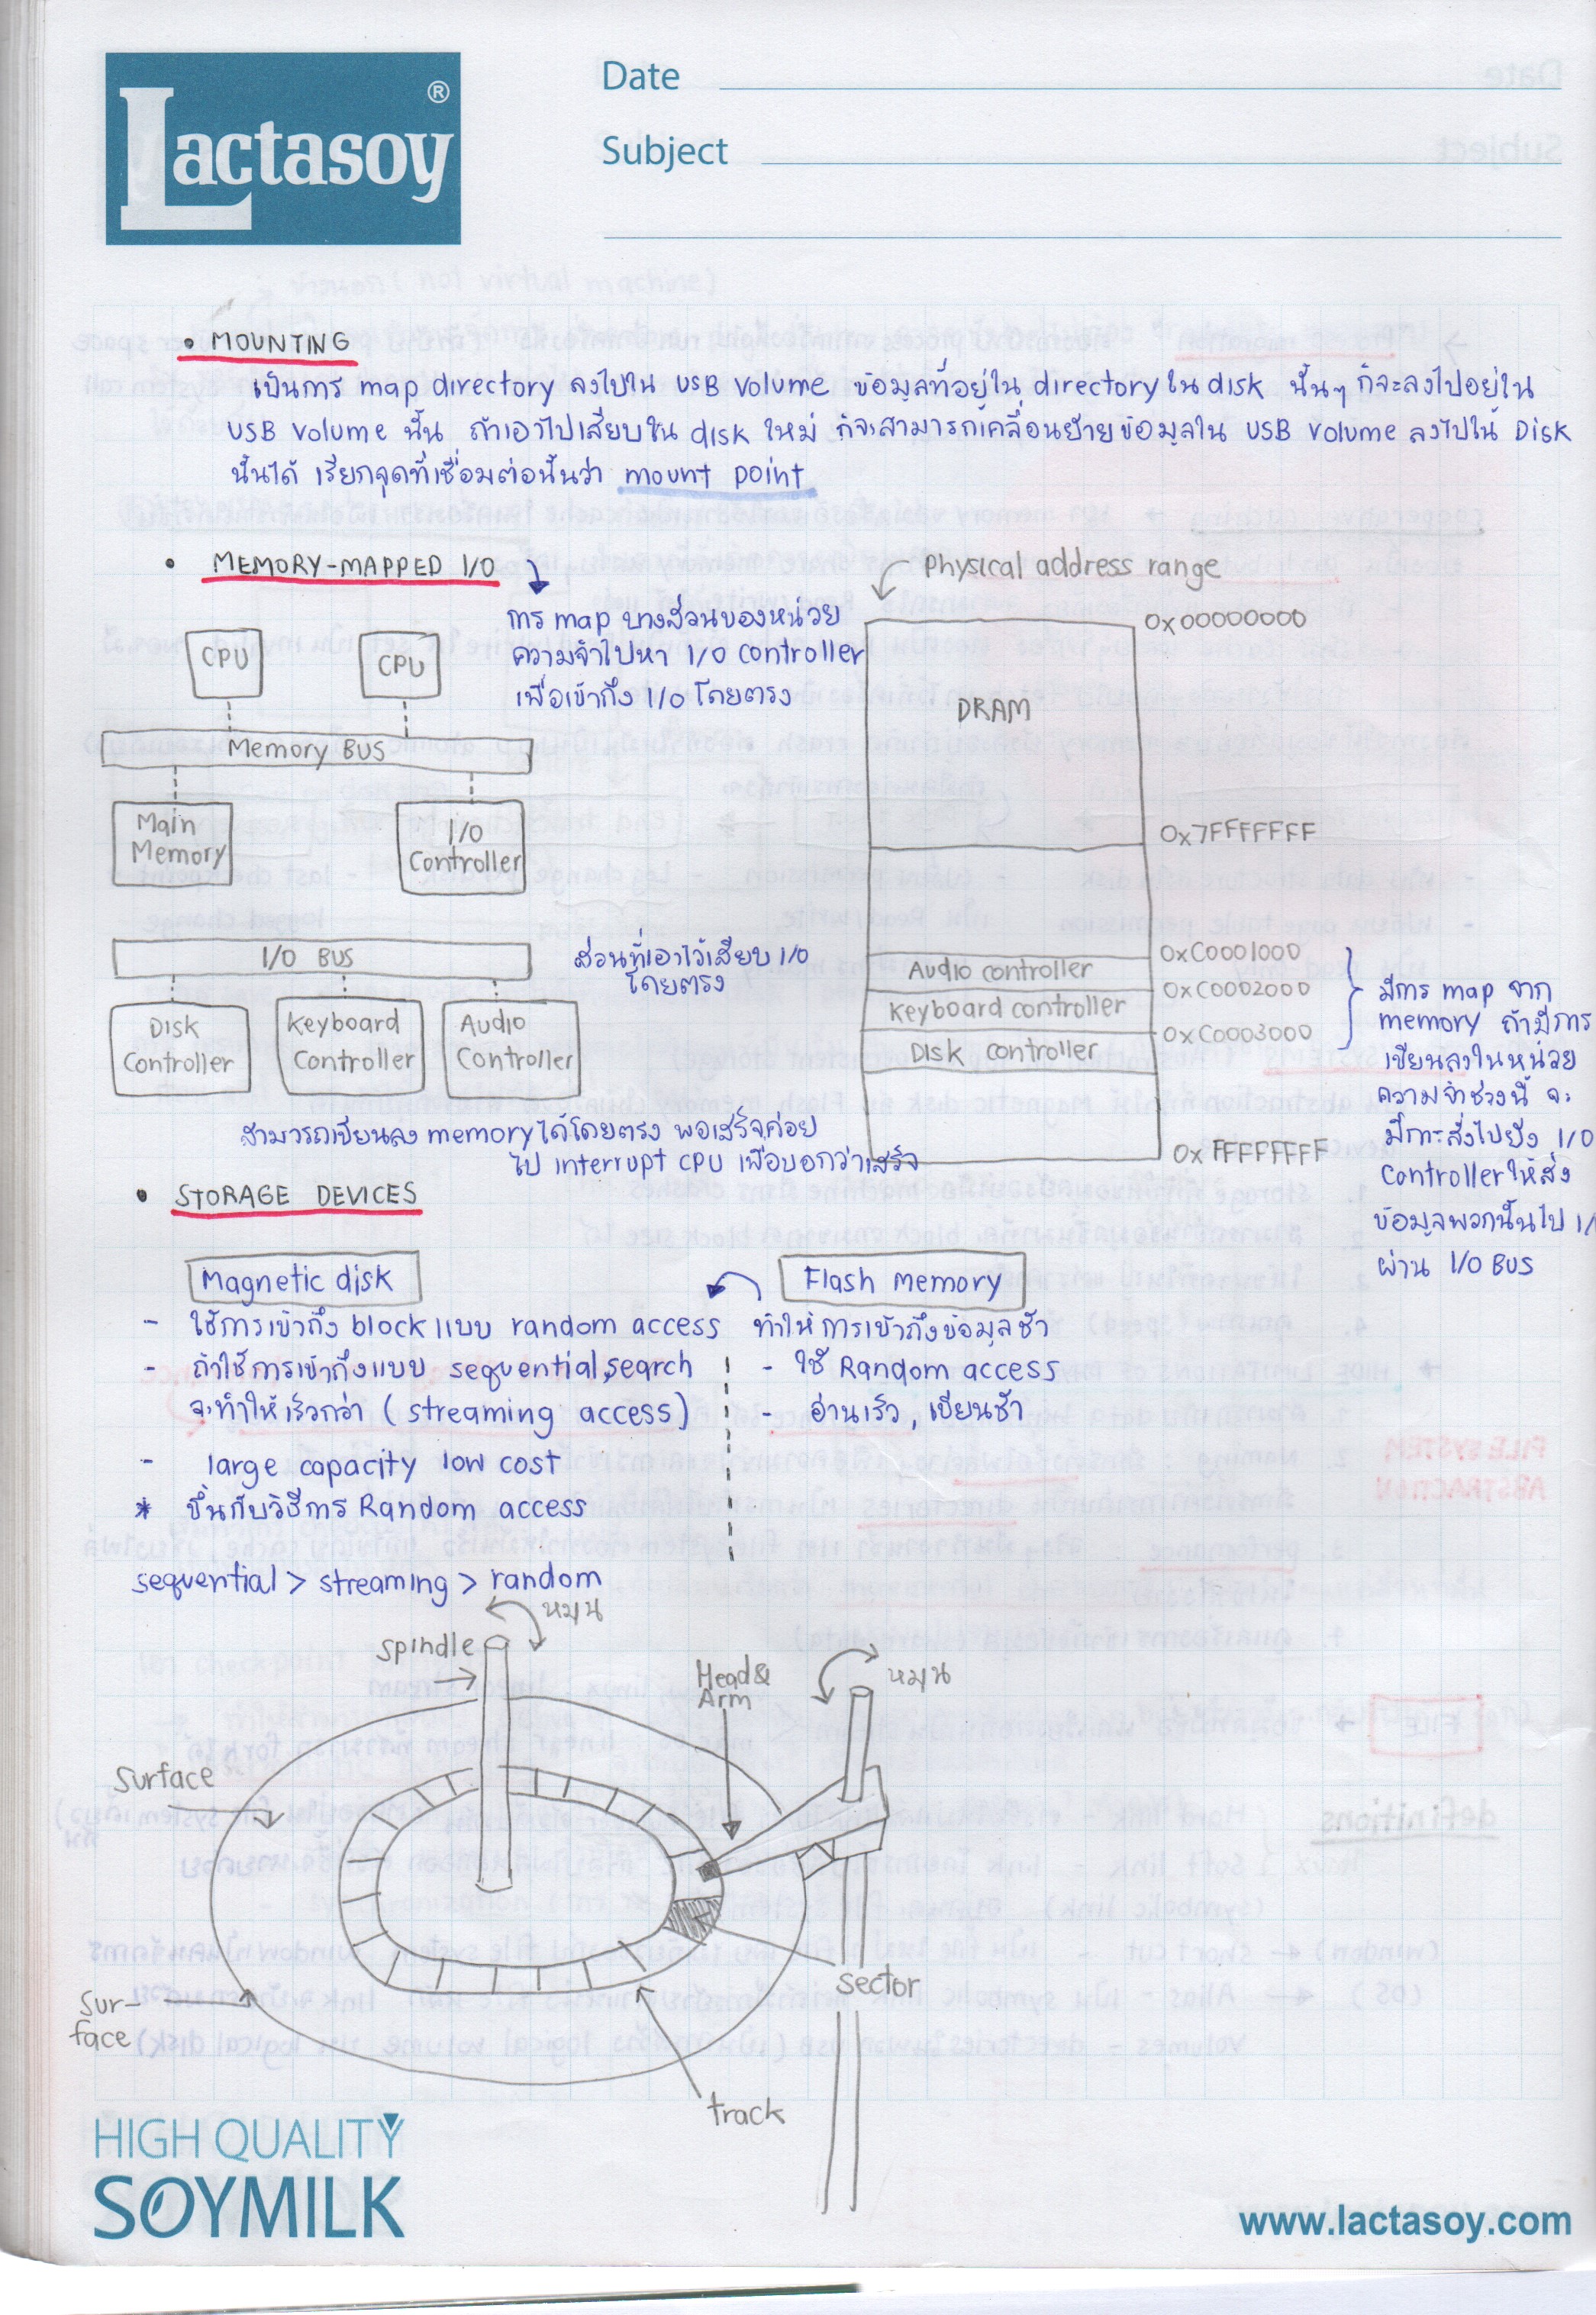 Lactasoy ®
Date
Subject
• MOUNTING
เป็นการ map directory ลงไปใน USB Volume ข้อมูลที่อยู่ใน directory ใน disk นั้นๆ ก็จะลงไปอยู่ใน
USB Volume นั้น ถ้าเอาไปเสียบใน disk ใหม่ ก็จะสามารถเคลื่อนย้ายข้อมูลใน USB Volume ลงไปใน Disk
นั้นได้ เรียกจุดที่เชื่อมต่อนั้นว่า mount point
• MEMORY-MAPPED I/O
การ map บางส่วนของหน่วย
ความจำไปหา I/O controller
เพื่อเข้าถึง I/O โดยตรง
CPU
CPU
Memory BUS
Main
Memory
I/O
Controller
I/O BUS
ส่วนที่เอาไว้เสียบ I/O
โดยตรง
Disk
Controller
Keyboard
Controller
Audio
Controller
สามารถเขียนลง memory ได้โดยตรง พอเสร็จค่อย
ไป interrupt CPU เพื่อบอกว่าเสร็จ
Physical address range
0x00000000
DRAM
0x7FFFFFFF
0xC0001000
Audio controller
0xC0002000
Keyboard controller
0xC0003000
Disk controller
0xFFFFFFFF
มีการ map จาก
memory ถ้ามีการ
เขียนลงในหน่วย
ความจำช่วงนี้ จะ
มีการสั่งไปยัง I/O
Controller ให้ส่ง
ข้อมูลพวกนั้นไป I/
ผ่าน I/O BUS
• STORAGE DEVICES
Magnetic disk
- ใช้การเข้าถึง block แบบ random access ทำให้การเข้าถึงข้อมูลช้า
- ถ้าใช้การเข้าถึงแบบ sequential search
จะทำให้เร็วกว่า (streaming access)
- large capacity low cost
* ขึ้นกับวิธีการ Random access
sequential > streaming > random
Flash Memory
- ใช้ Random access
- อ่านเร็ว, เขียนช้า
หมุน
spindle
Head &
Arm
หมุน
Surface
Sur-
face
sector
track
HIGH QUALITY
SOYMILK
www.lactasoy.com